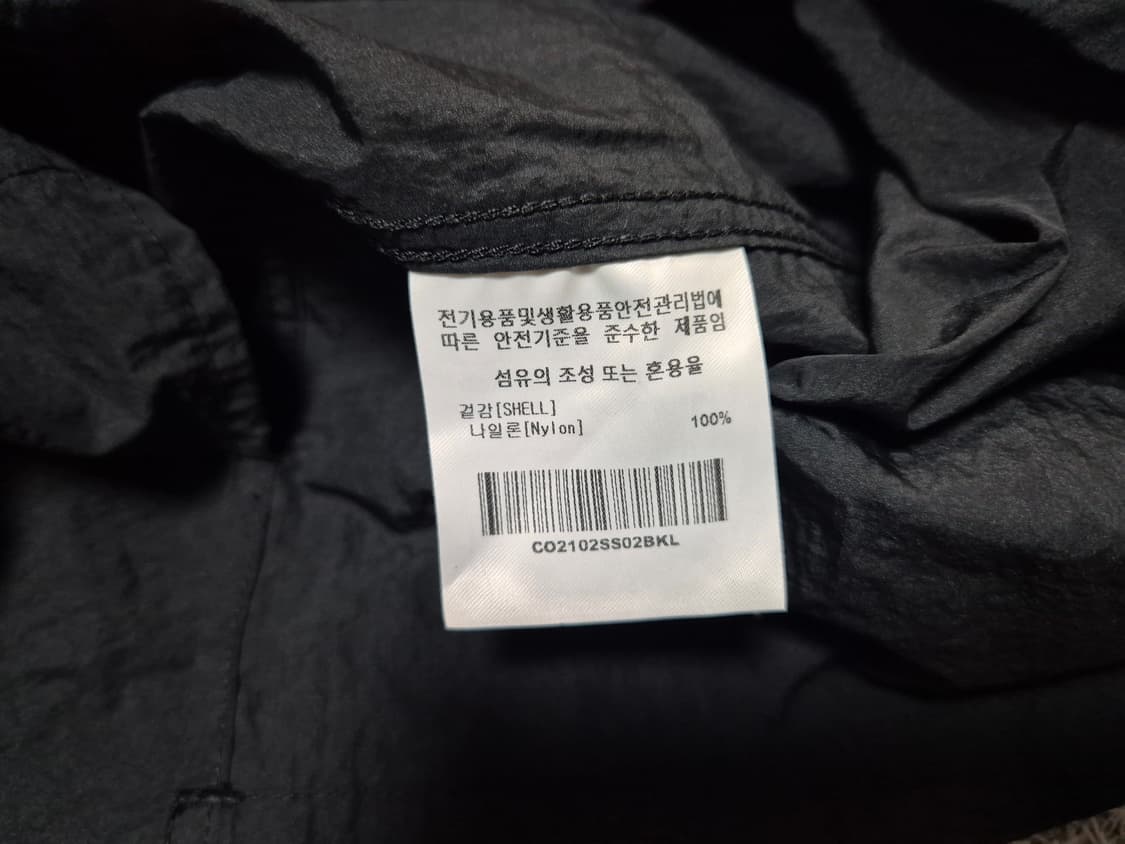 전기용품및생활용품안전관리법에
따른 안전기준을 준수한 제품임
섬유의 조성 또는 혼용율
겉감[SHELL]
나일론[Nylon] 100%
CO2102SS02BKL